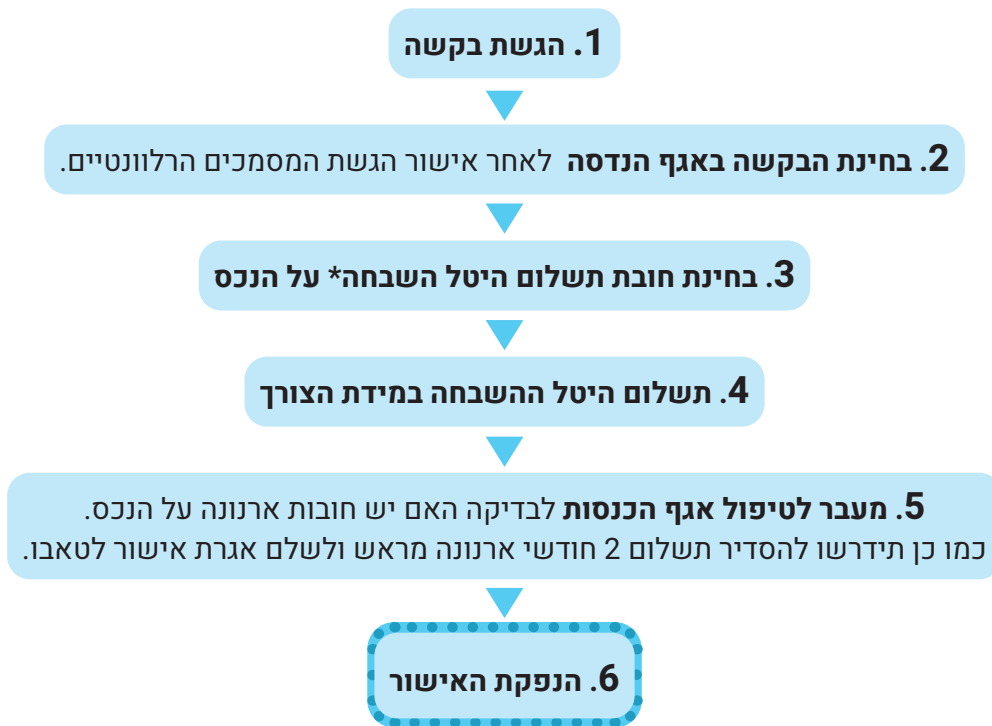 1. הגשת בקשה
2. בחינת הבקשה באגף הנדסה לאחר אישור הגשת המסמכים הרלוונטיים.
3. בחינת חובת תשלום היטל השבחה* על הנכס
4. תשלום היטל ההשבחה במידת הצורך
5. מעבר לטיפול אגף הכנסות לבדיקה האם יש חובות ארנונה על הנכס.
כמו כן תידרשו להסדיר תשלום 2 חודשי ארנונה מראש ולשלם אגרת אישור לטאבו.
6. הנפקת האישור